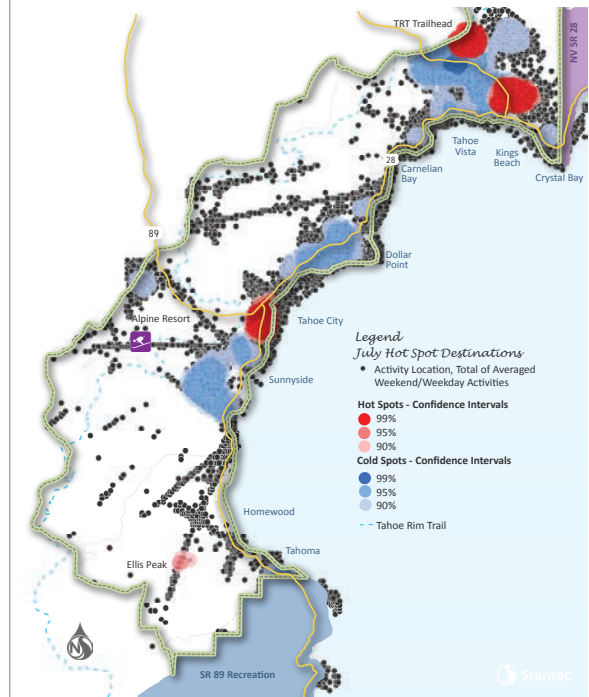 TRT Trailhead
NV SR 28
Tahoe
Vista
Kings
Beach
Crystal Bay
28
Carnelian
Bay
89
Dollar
Point
Alpine Resort
Tahoe City
Sunnyside
Legend
July Hot Spot Destinations
Activity Location, Total of Averaged
Weekend/Weekday Activities
Hot Spots - Confidence Intervals
99%
95%
90%
Cold Spots - Confidence Intervals
99%
95%
90%
Tahoe Rim Trail
Homewood
Tahoma
Ellis Peak
N
SR 89 Recreation
Stantec